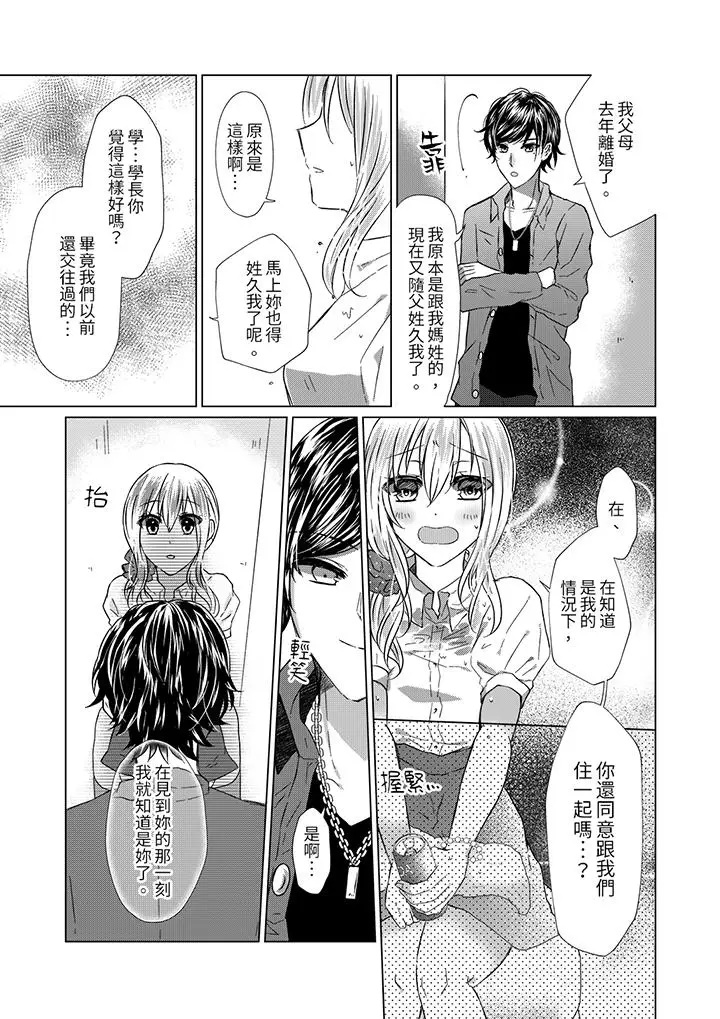 我父母
去年離婚了。
靠
我原本是跟我媽姓的，
現在又隨父姓久我了。
原來是
這樣啊…
馬上妳也得
姓久我了呢。
學…學長你
覺得這樣好嗎？
畢竟我們以前
還交往過的…
在、
在知道
是我的
情況下，
你還同意跟我們
住一起嗎…？
握緊…
輕笑
是啊…
抬
在見到妳的那一刻
我就知道是妳了。